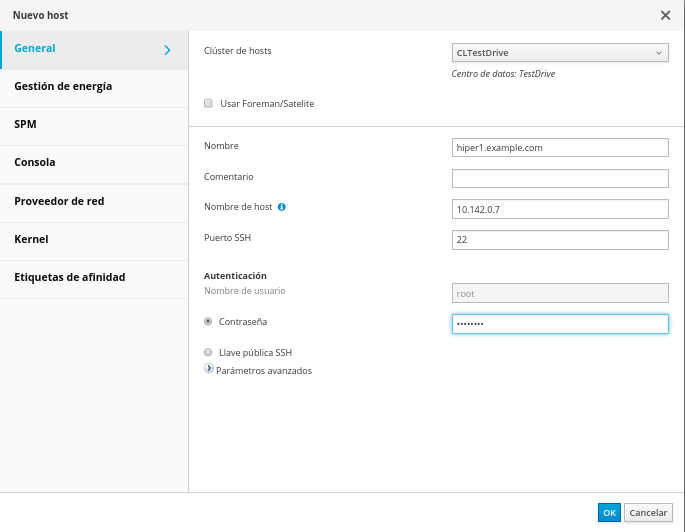 Nuevo host
General
Gestión de energía
SPM
Consola
Proveedor de red
Kernel
Etiquetas de afinidad
Clúster de hosts
CLTestDrive
Centro de datos: TestDrive
Usar Foreman/Satelite
Nombre
hiper1.example.com
Comentario
Nombre de host
10.142.0.7
Puerto SSH
22
Autenticación
Nombre de usuario
root
Contraseña
••••••••
Llave pública SSH
Parámetros avanzados
OK
Cancelar